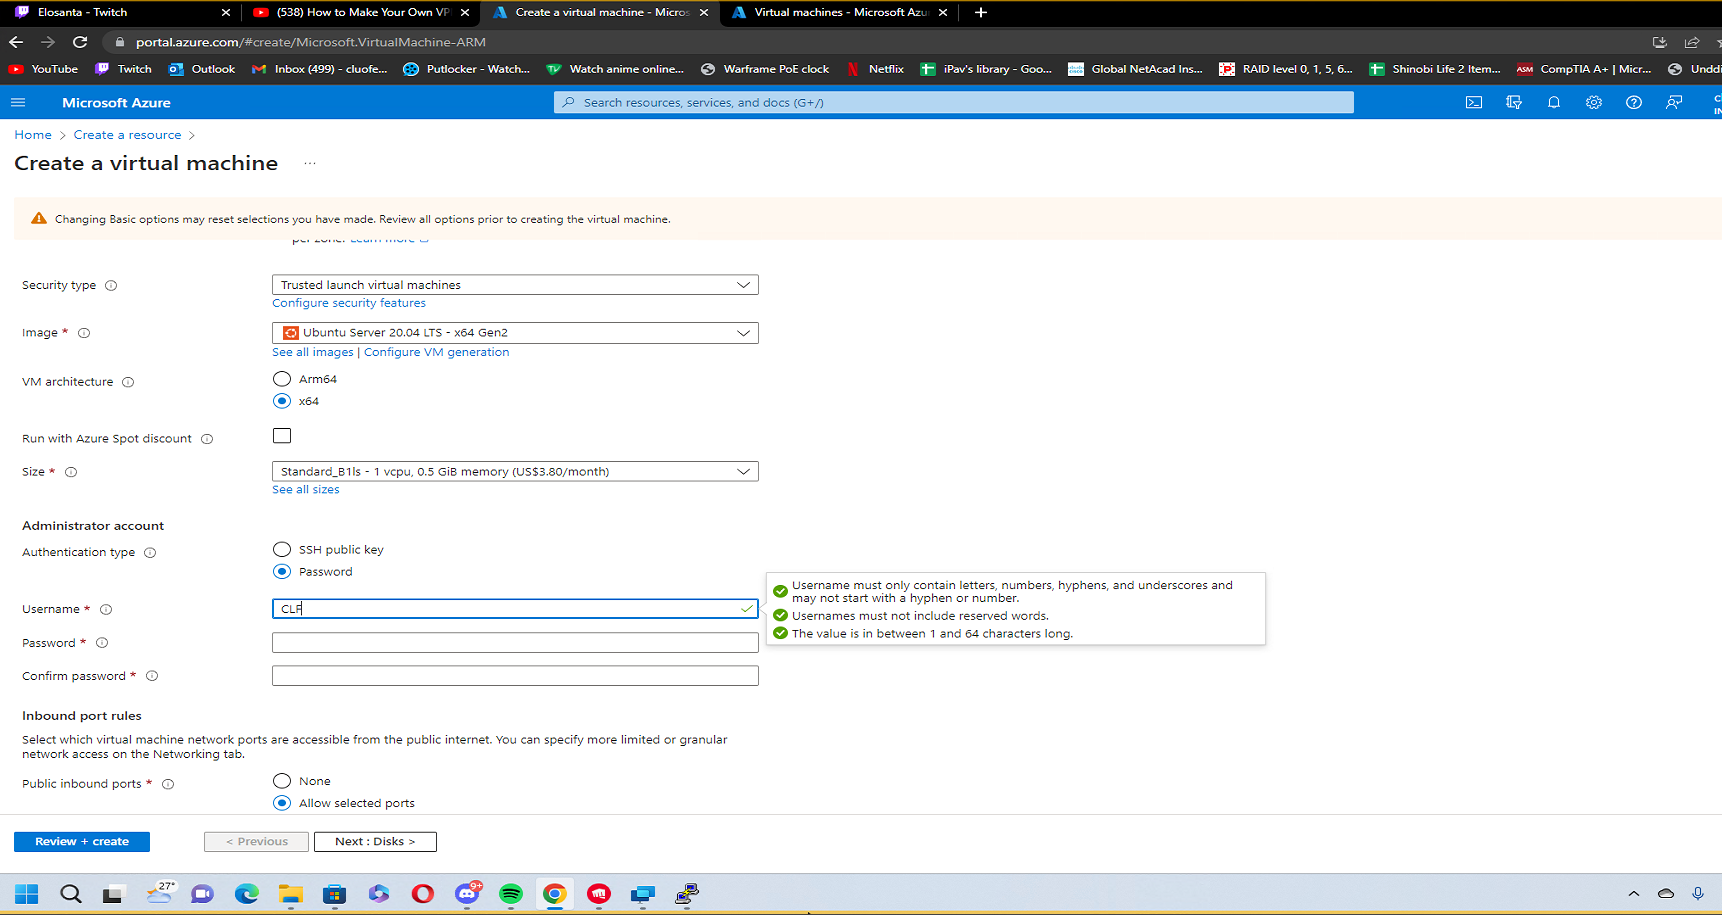 Elosanta - Twitch
(538) How to Make Your Own VP
Create a virtual machine - Micros
Virtual machines - Microsoft Azu
portal.azure.com/#create/Microsoft.VirtualMachine-ARM
YouTube
Twitch
Outlook
Inbox (499) - cluofe...
Putlocker - Watch...
Watch anime online...
Warframe PoE clock
Netflix
iPav's library - Goo...
Global NetAcad Ins...
RAID level 0, 1, 5, 6...
Shinobi Life 2 Item...
ASM
CompTIA A+ | Micr...
Unddi
Microsoft Azure
Search resources, services, and docs (G+/)
Home > Create a resource >
Create a virtual machine ...
Changing Basic options may reset selections you have made. Review all options prior to creating the virtual machine.
per zone. Learn more
Security type
Trusted launch virtual machines
Configure security features
Image *
Ubuntu Server 20.04 LTS - x64 Gen2
See all images | Configure VM generation
VM architecture
Arm64
x64
Run with Azure Spot discount
Size *
Standard_B1ls - 1 vcpu, 0.5 GiB memory (US$3.80/month)
See all sizes
Administrator account
Authentication type
SSH public key
Password
Username *
CLF
Username must only contain letters, numbers, hyphens, and underscores and
may not start with a hyphen or number.
Usernames must not include reserved words.
The value is in between 1 and 64 characters long.
Password *
Confirm password *
Inbound port rules
Select which virtual machine network ports are accessible from the public internet. You can specify more limited or granular
network access on the Networking tab.
Public inbound ports *
None
Allow selected ports
Review + create
< Previous
Next : Disks >
27°
9+